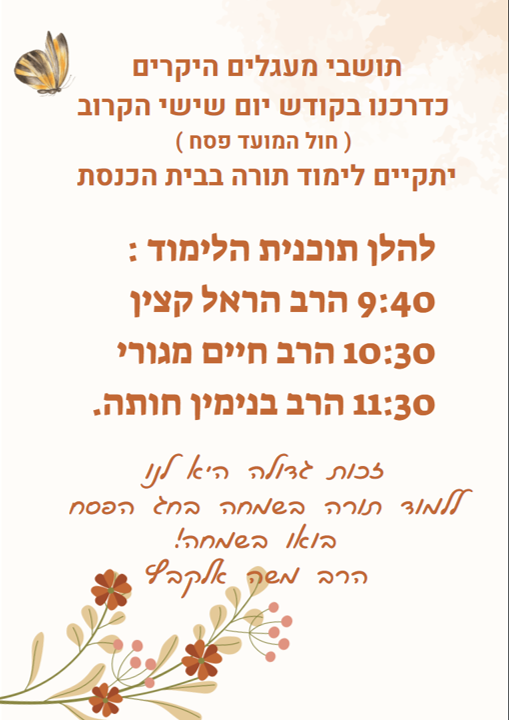 תושבי מעגלים היקרים
כדרכנו בקודש יום שישי הקרוב
( חול המועד פסח )
יתקיים לימוד תורה בבית הכנסת
להלן תוכנית הלימוד :
9:40 הרב הראל קצין
10:30 הרב חיים מגורי
11:30 הרב בנימין חותה.
זכות גדולה היא לנו
ללמוד תורה בשמחה בחג הפסח
בואו בשמחה!
הרב משה אלקבץ